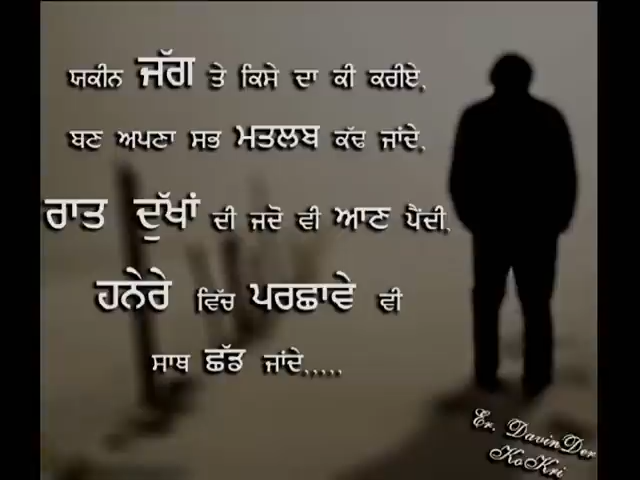 ਯਕੀਨ ਜੱਗ ਤੇ ਕਿਸੇ ਦਾ ਕੀ ਕਰੀਏ,
ਬਣ ਅਪਣਾ ਸਭ ਮਤਲਬ ਕੱਢ ਜਾਂਦੇ,
ਰਾਤ ਦੁੱਖਾਂ ਦੀ ਜਦੋ ਵੀ ਆਣ ਪੈਂਦੀ,
ਹਨੇਰੇ ਵਿੱਚ ਪਰਛਾਵੇ ਵੀ
ਸਾਥ ਛੱਡ ਜਾਂਦੇ.....
Er. DavinDer
KoKri